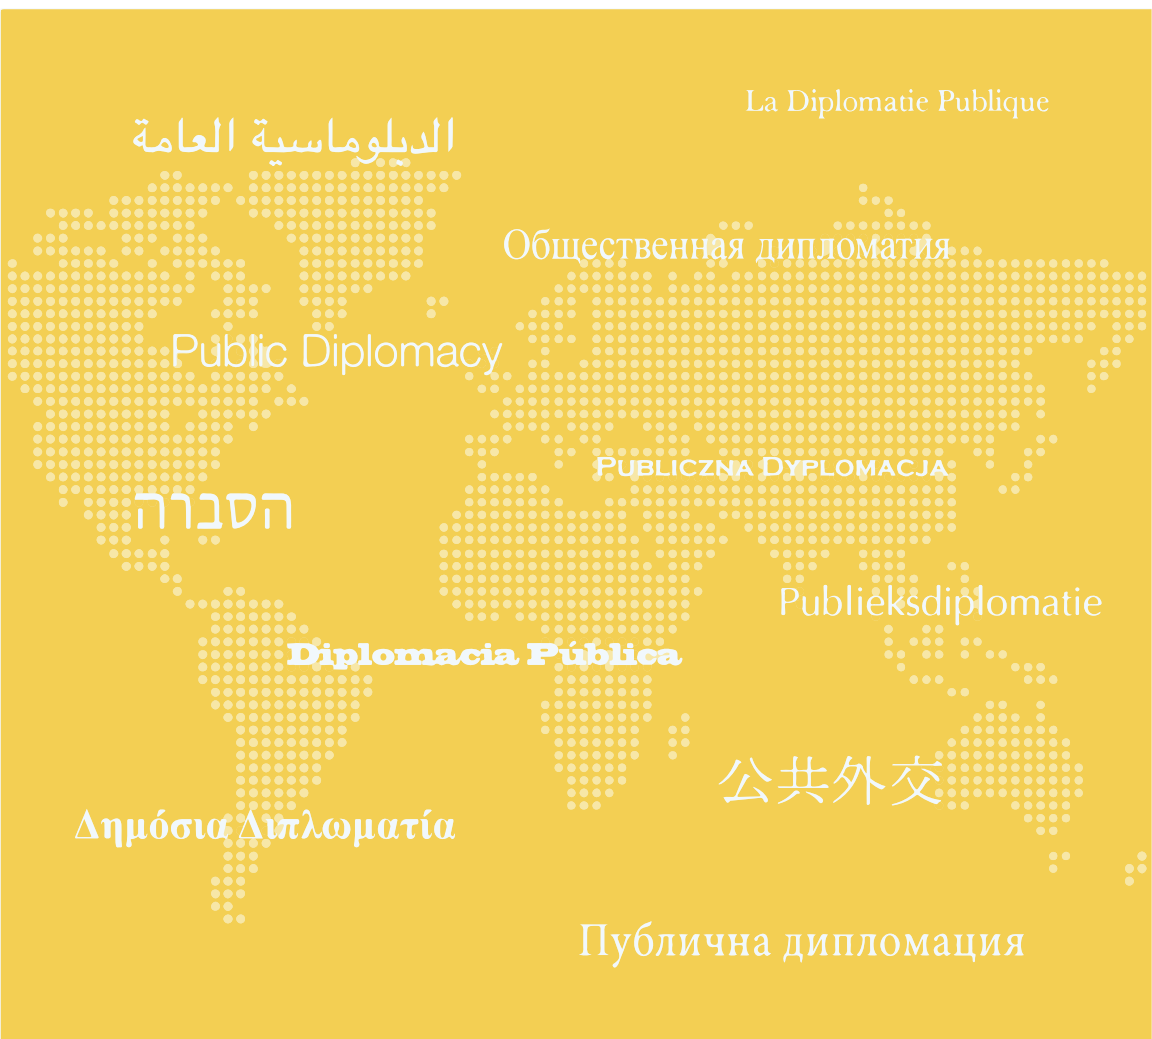 La Diplomatie Publique
الدبلوماسية العامة
Общественная дипломатия
Public Diplomacy
Publiczna Dyplomacja
הסברה
Publieksdiplomatie
Diplomacia Pública
公共外交
Δημόσια Διπλωματία
Публична дипломация